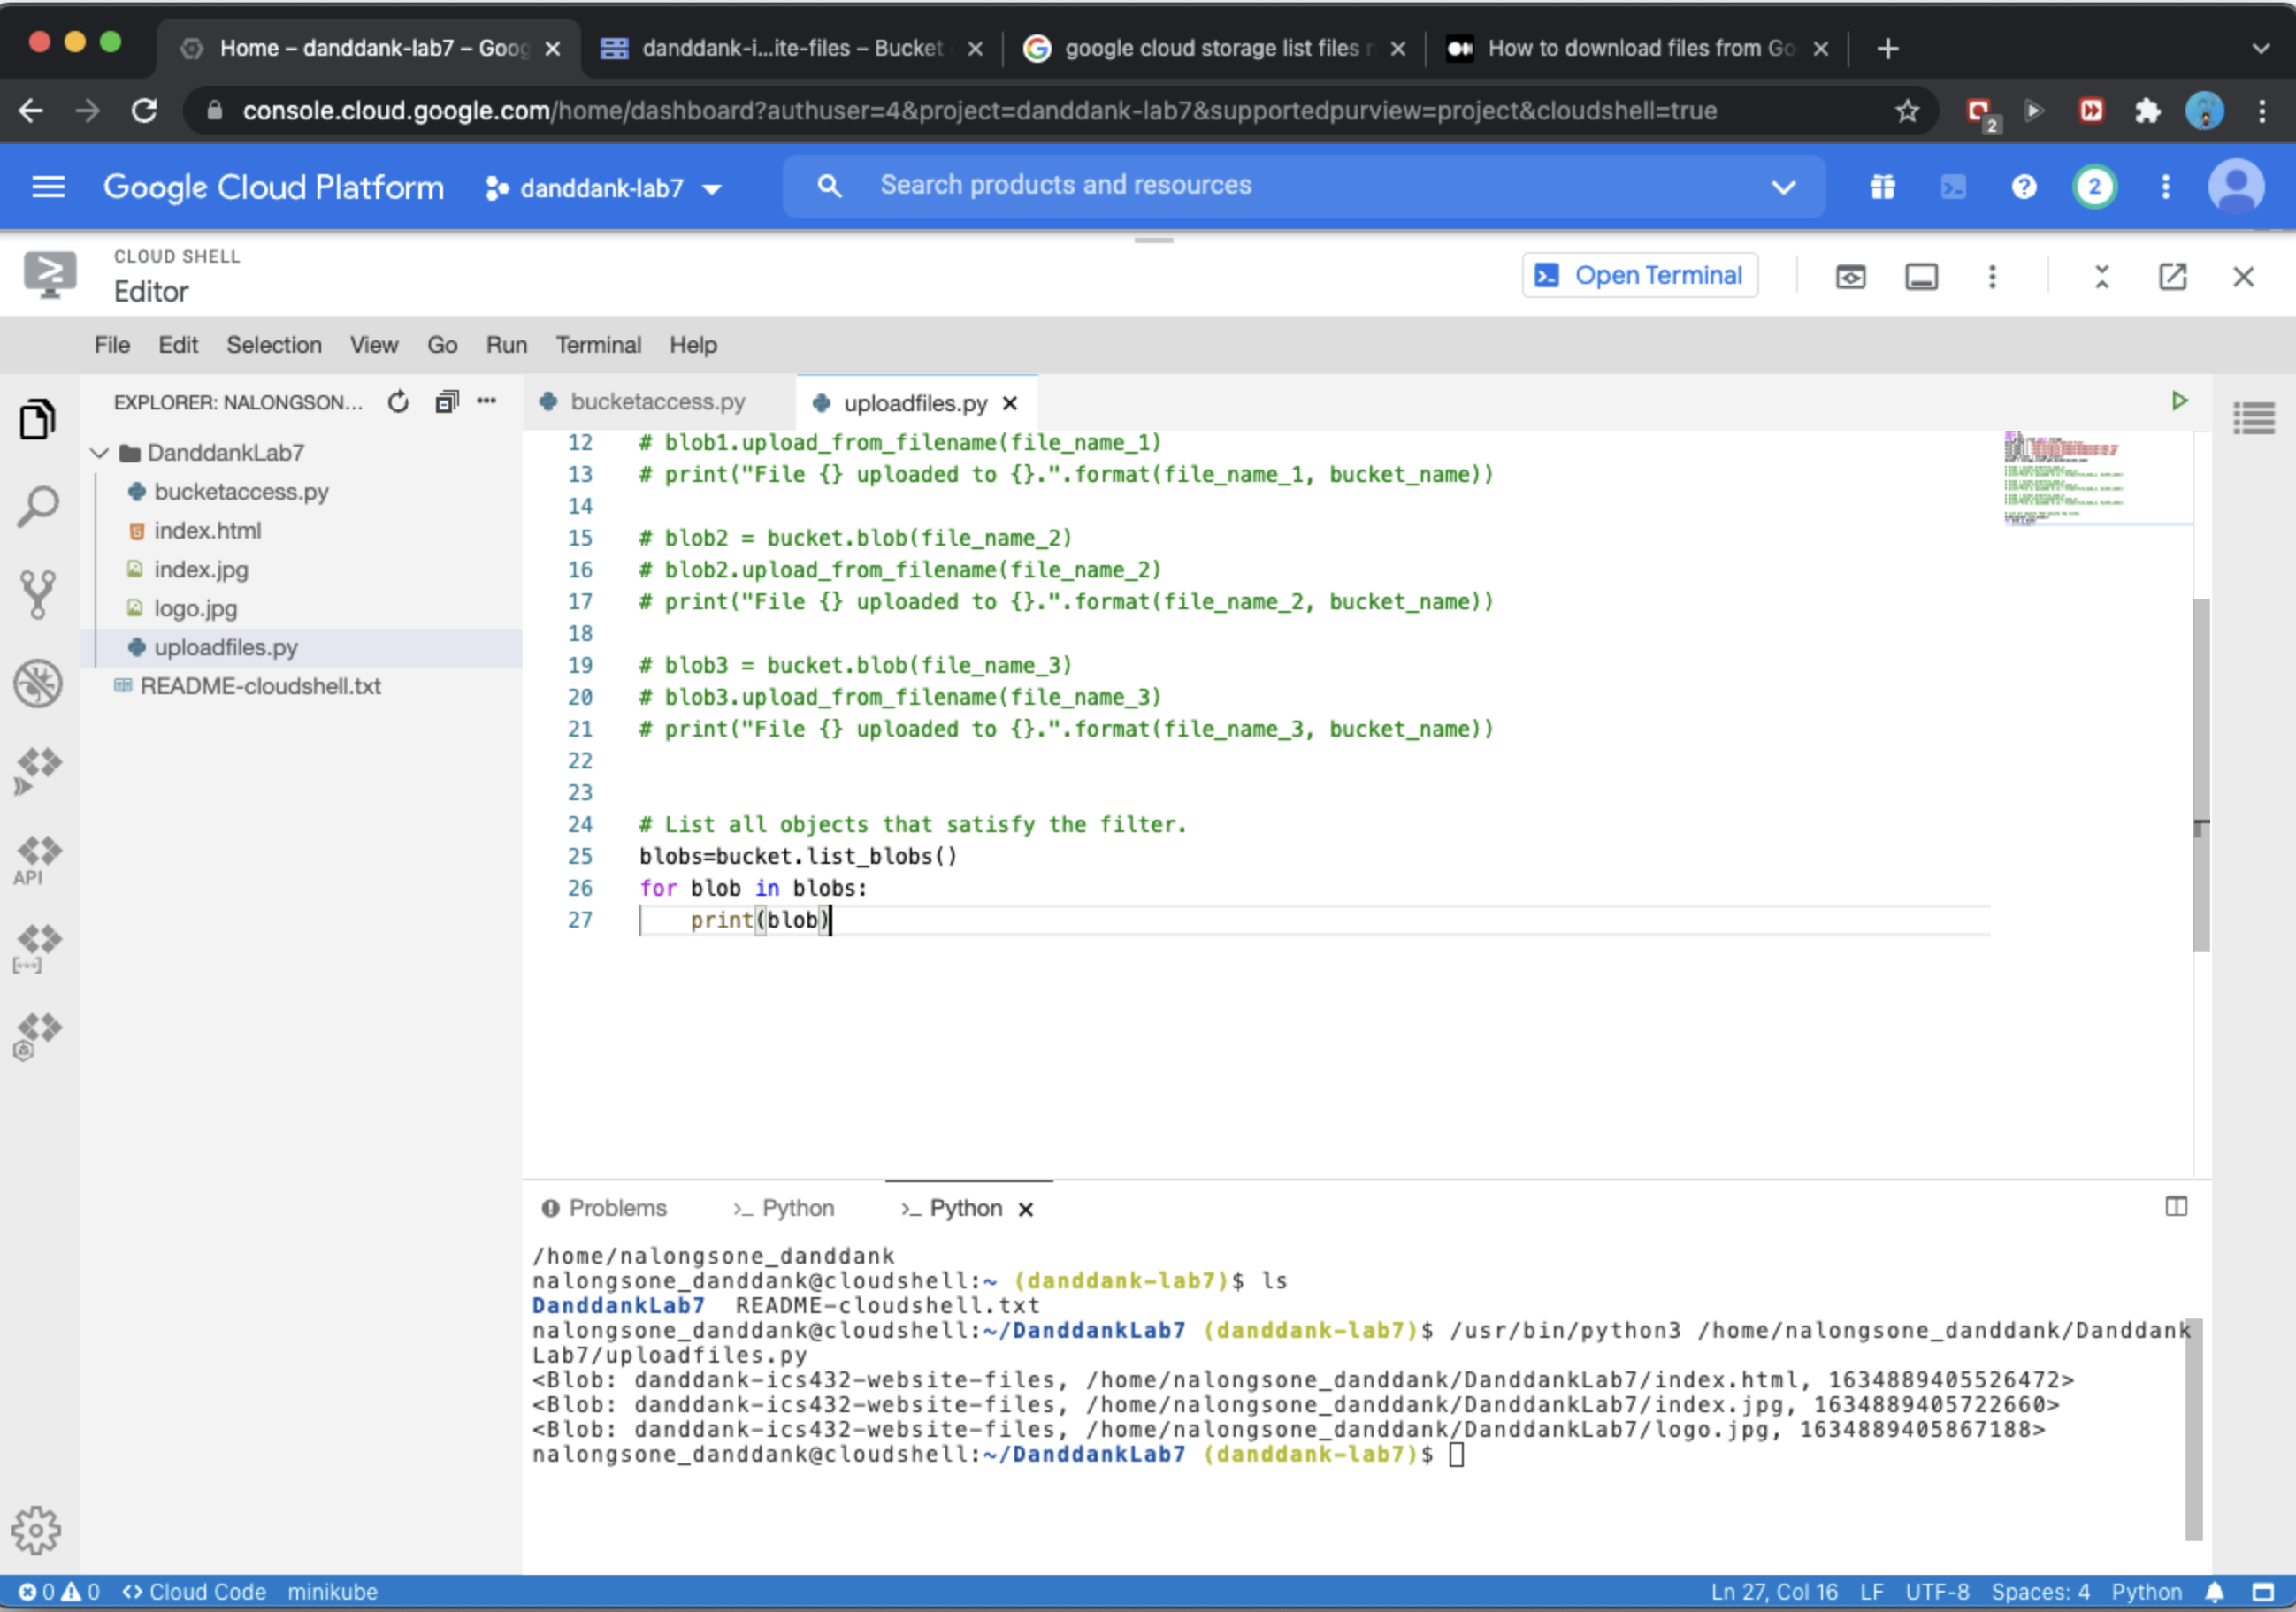 Home – danddank-lab7 – Goog
danddank-i...ite-files – Bucket
google cloud storage list files
How to download files from Go
console.cloud.google.com/home/dashboard?authuser=4&project=danddank-lab7&supportedpurview=project&cloudshell=true
2
Google Cloud Platform
danddank-lab7
Search products and resources
2
CLOUD SHELL
Editor
Open Terminal
File Edit Selection View Go Run Terminal Help
EXPLORER: NALONGSON...
DanddankLab7
bucketaccess.py
index.html
index.jpg
logo.jpg
uploadfiles.py
README-cloudshell.txt
API
bucketaccess.py
uploadfiles.py
12 # blob1.upload_from_filename(file_name_1)
13 # print("File {} uploaded to {}.".format(file_name_1, bucket_name))
14
15 # blob2 = bucket.blob(file_name_2)
16 # blob2.upload_from_filename(file_name_2)
17 # print("File {} uploaded to {}.".format(file_name_2, bucket_name))
18
19 # blob3 = bucket.blob(file_name_3)
20 # blob3.upload_from_filename(file_name_3)
21 # print("File {} uploaded to {}.".format(file_name_3, bucket_name))
22
23
24 # List all objects that satisfy the filter.
25 blobs=bucket.list_blobs()
26 for blob in blobs:
27     print(blob)
Problems
>_ Python
>_ Python
/home/nalongsone_danddank
nalongsone_danddank@cloudshell:~ (danddank-lab7)$ ls
DanddankLab7 README-cloudshell.txt
nalongsone_danddank@cloudshell:~/DanddankLab7 (danddank-lab7)$ /usr/bin/python3 /home/nalongsone_danddank/Danddank
Lab7/uploadfiles.py
<Blob: danddank-ics432-website-files, /home/nalongsone_danddank/DanddankLab7/index.html, 1634889405526472>
<Blob: danddank-ics432-website-files, /home/nalongsone_danddank/DanddankLab7/index.jpg, 1634889405722660>
<Blob: danddank-ics432-website-files, /home/nalongsone_danddank/DanddankLab7/logo.jpg, 1634889405867188>
nalongsone_danddank@cloudshell:~/DanddankLab7 (danddank-lab7)$
0 0 <> Cloud Code minikube
Ln 27, Col 16 LF UTF-8 Spaces: 4 Python